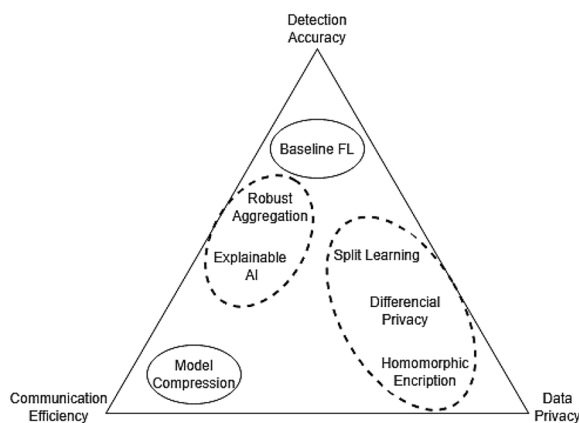 Detection
Accuracy
Baseline FL
Robust
Aggregation
Explainable
AI
Split Learning
Differencial
Privacy
Homomorphic
Encription
Model
Compression
Communication
Efficiency
Data
Privacy